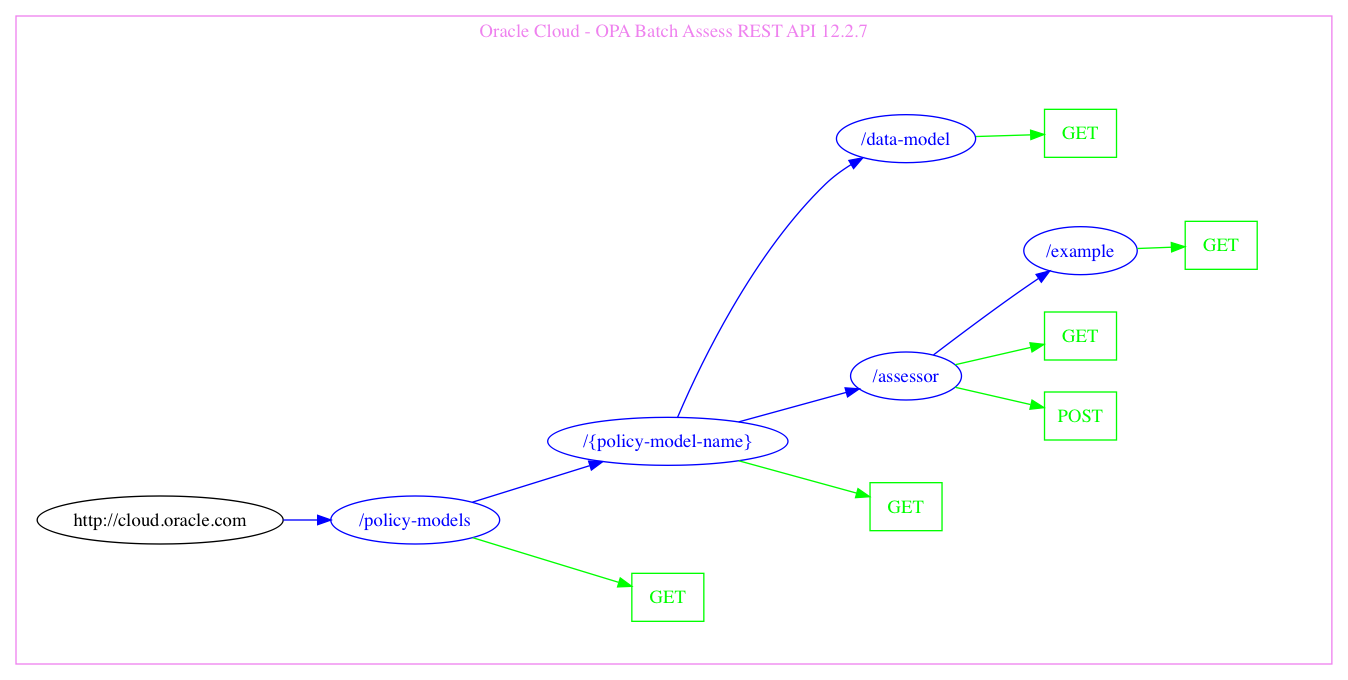 Oracle Cloud - OPA Batch Assess REST API 12.2.7
/data-model
GET
/example
GET
GET
/assessor
POST
/{policy-model-name}
GET
http://cloud.oracle.com
/policy-models
GET